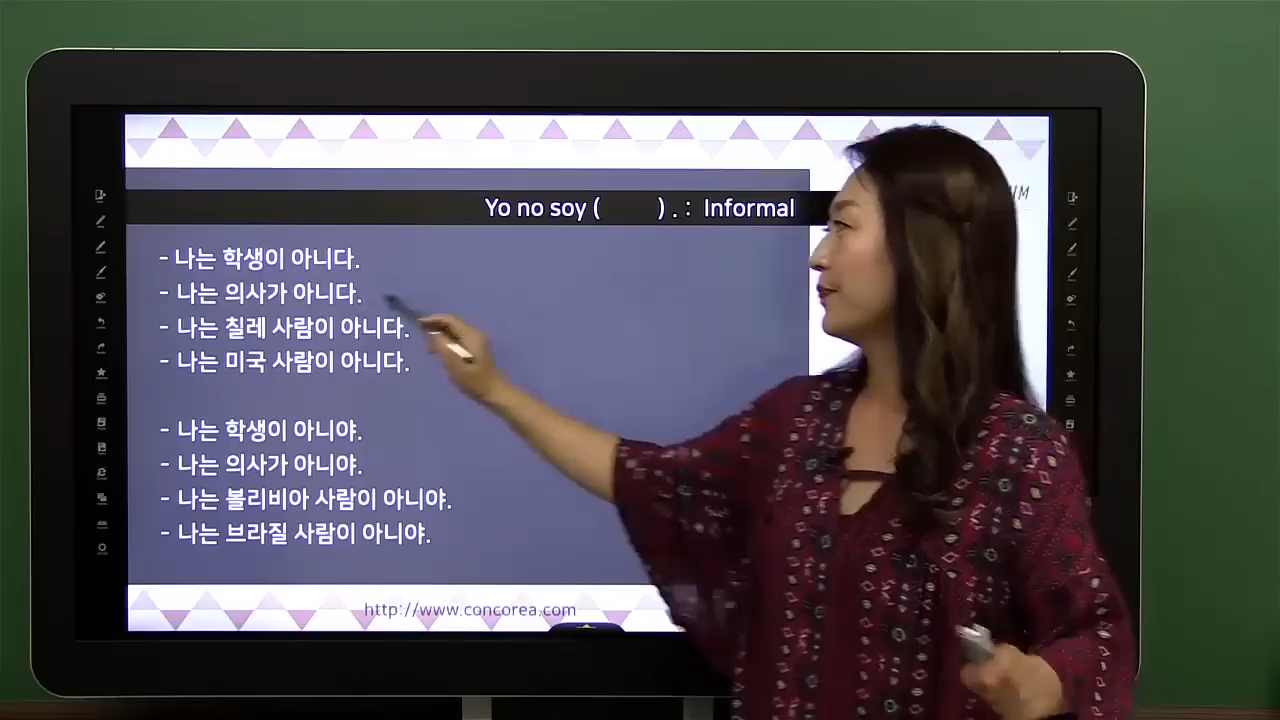 Yo no soy (        ) . :  Informal
- 나는 학생이 아니다.
- 나는 의사가 아니다.
- 나는 칠레 사람이 아니다.
- 나는 미국 사람이 아니다.
- 나는 학생이 아니야.
- 나는 의사가 아니야.
- 나는 볼리비아 사람이 아니야.
- 나는 브라질 사람이 아니야.
http://www.concorea.com